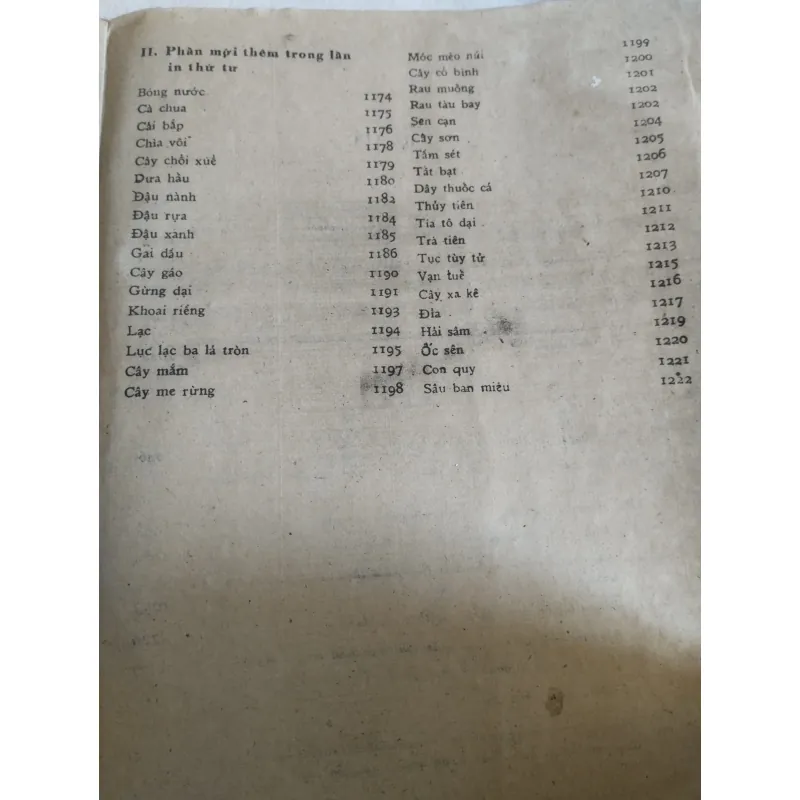 II. Phần mới thêm trong lần
in thứ tư
Bóng nước 1174
Cà chua 1175
Cải bắp 1176
Chìa vôi 1178
Cây chổi xuể 1179
Dưa hấu 1180
Đậu nành 1182
Đậu rựa 1184
Đậu xanh 1185
Gai dầu 1186
Cây gáo 1190
Gừng dại 1191
Khoai riềng 1193
Lạc 1194
Lục lạc ba lá tròn 1195
Cây mắm 1197
Cây me rừng 1198
Móc mèo núi 1199
Cây cổ bình 1200
Rau muống 1201
Rau tàu bay 1202
Sen cạn 1202
Cây sơn 1204
Tầm sét 1205
Tắt bạt 1206
Dây thuốc cá 1207
Thủy tiên 1210
Tía tô dại 1211
Trà tiên 1212
Tục tùy tử 1213
Vạn tuế 1215
Cây xa kê 1216
Đỉa 1217
Hải sâm 1219
Ốc sên 1220
Con quy 1221
Sâu ban miêu 1222